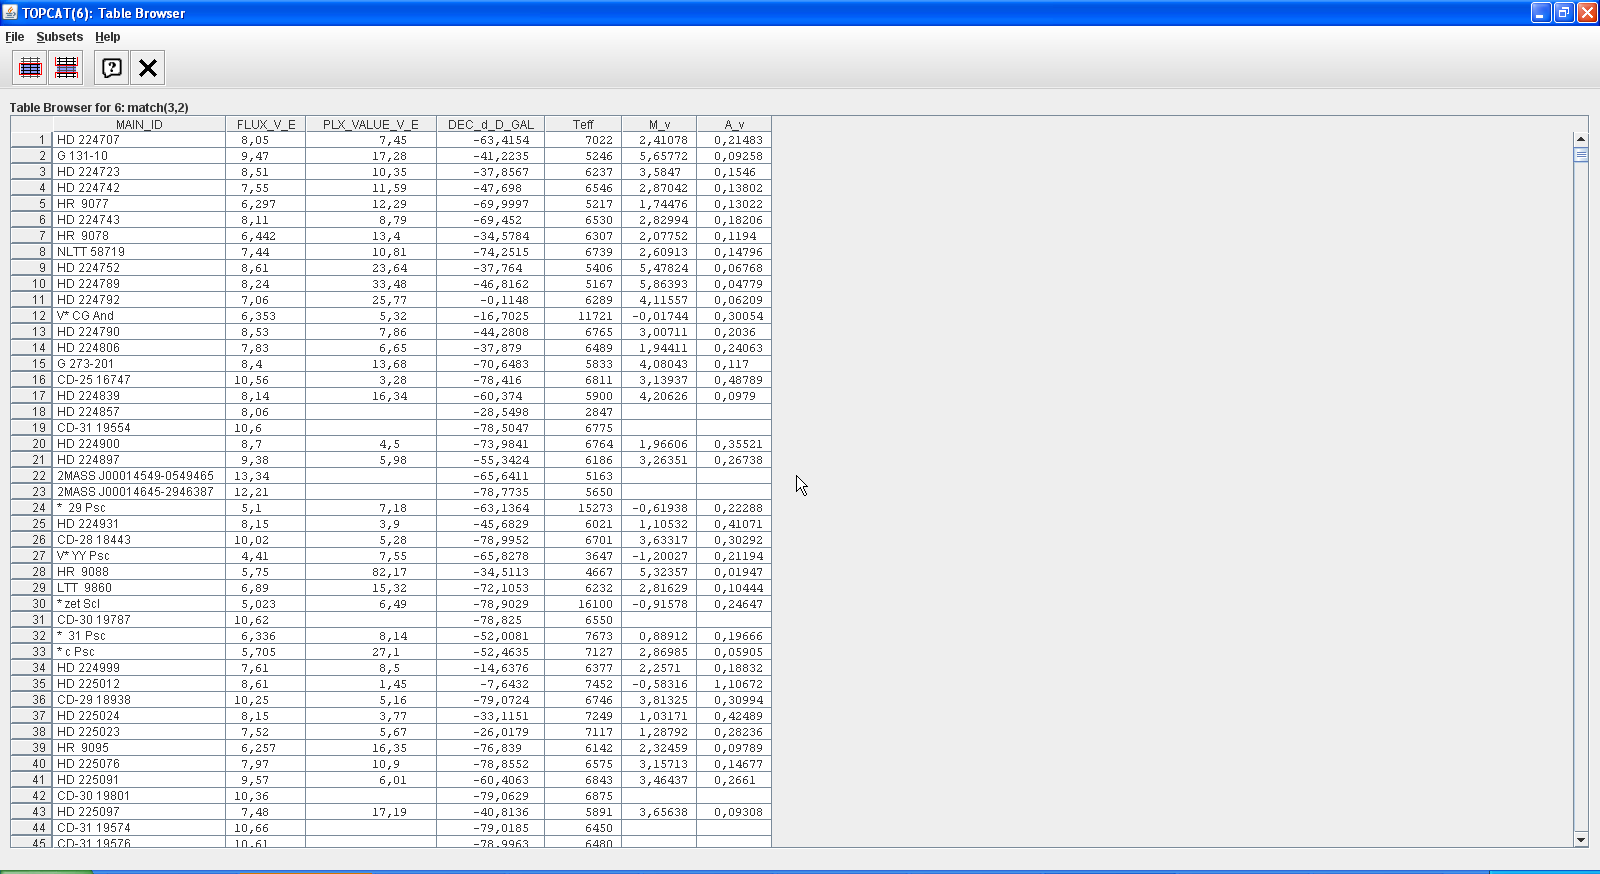 TOPCAT(6): Table Browser
File Subsets Help
Table Browser for 6: match(3,2)
MAIN_ID FLUX_V_E PLX_VALUE_V_E DEC_d_D_GAL Teff M_v A_v
1 HD 224707 8,05 7,45 -63,4154 7022 2,41078 0,21483
2 G 131-10 9,47 17,28 -41,2235 5246 5,65772 0,09258
3 HD 224723 8,51 10,35 -37,8567 6237 3,5847 0,1546
4 HD 224742 7,55 11,59 -47,698 6546 2,87042 0,13802
5 HR 9077 6,297 12,29 -69,9997 5217 1,74476 0,13022
6 HD 224743 8,11 8,79 -69,452 6530 2,82994 0,18206
7 HR 9078 6,442 13,4 -34,5784 6307 2,07752 0,1194
8 NLTT 58719 7,44 10,81 -74,2515 6739 2,60913 0,14796
9 HD 224752 8,61 23,64 -37,764 5406 5,47824 0,06768
10 HD 224789 8,24 33,48 -46,8162 5167 5,86393 0,04779
11 HD 224792 7,06 25,77 -0,1148 6289 4,11557 0,06209
12 V* CG And 6,353 5,32 -16,7025 11721 -0,01744 0,30054
13 HD 224790 8,53 7,86 -44,2808 6765 3,00711 0,2036
14 HD 224806 7,83 6,65 -37,879 6489 1,94411 0,24063
15 G 273-201 8,4 13,68 -70,6483 5833 4,08043 0,117
16 CD-25 16747 10,56 3,28 -78,416 6811 3,13937 0,48789
17 HD 224839 8,14 16,34 -60,374 5900 4,20626 0,0979
18 HD 224857 8,06 -28,5498 2847
19 CD-31 19554 10,6 -78,5047 6775
20 HD 224900 8,7 4,5 -73,9841 6764 1,96606 0,35521
21 HD 224897 9,38 5,98 -55,3424 6186 3,26351 0,26738
22 2MASS J00014549-0549465 13,34 -65,6411 5163
23 2MASS J00014645-2946387 12,21 -78,7735 5650
24 * 29 Psc 5,1 7,18 -63,1364 15273 -0,61938 0,22288
25 HD 224931 8,15 3,9 -45,6829 6021 1,10532 0,41071
26 CD-28 18443 10,02 5,28 -78,9952 6701 3,63317 0,30292
27 V* YY Psc 4,41 7,55 -65,8278 3647 -1,20027 0,21194
28 HR 9088 5,75 82,17 -34,5113 4667 5,32357 0,01947
29 LTT 9860 6,89 15,32 -72,1053 6232 2,81629 0,10444
30 * zet Scl 5,023 6,49 -78,9029 16100 -0,91578 0,24647
31 CD-30 19787 10,62 -78,825 6550
32 * 31 Psc 6,336 8,14 -52,0081 7673 0,88912 0,19666
33 * c Psc 5,705 27,1 -52,4635 7127 2,86985 0,05905
34 HD 224999 7,61 8,5 -14,6376 6377 2,2571 0,18832
35 HD 225012 8,61 1,45 -7,6432 7452 -0,58316 1,10672
36 CD-29 18938 10,25 5,16 -79,0724 6746 3,81325 0,30994
37 HD 225024 8,15 3,77 -33,1151 7249 1,03171 0,42489
38 HD 225023 7,52 5,67 -26,0179 7117 1,28792 0,28236
39 HR 9095 6,257 16,35 -76,839 6142 2,32459 0,09789
40 HD 225076 7,97 10,9 -78,8552 6575 3,15713 0,14677
41 HD 225091 9,57 6,01 -60,4063 6843 3,46437 0,2661
42 CD-30 19801 10,36 -79,0629 6875
43 HD 225097 7,48 17,19 -40,8136 5891 3,65638 0,09308
44 CD-31 19574 10,66 -79,0185 6450
45 CD-31 19576 10,61 -78,9963 6480